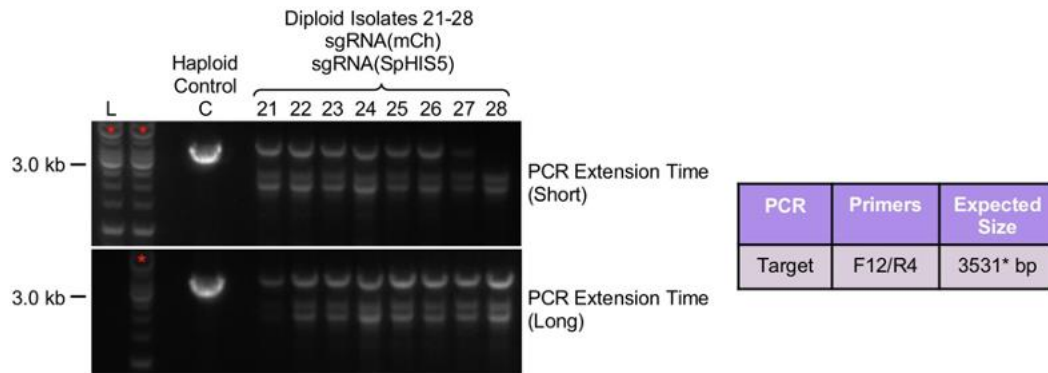 Diploid Isolates 21-28
sgRNA(mCh)
sgRNA(SpHIS5)
Haploid
Control
L C 21 22 23 24 25 26 27 28
* *
3.0 kb
PCR Extension Time
(Short)
*
3.0 kb
PCR Extension Time
(Long)
PCR Primers Expected Size
Target F12/R4 3531* bp